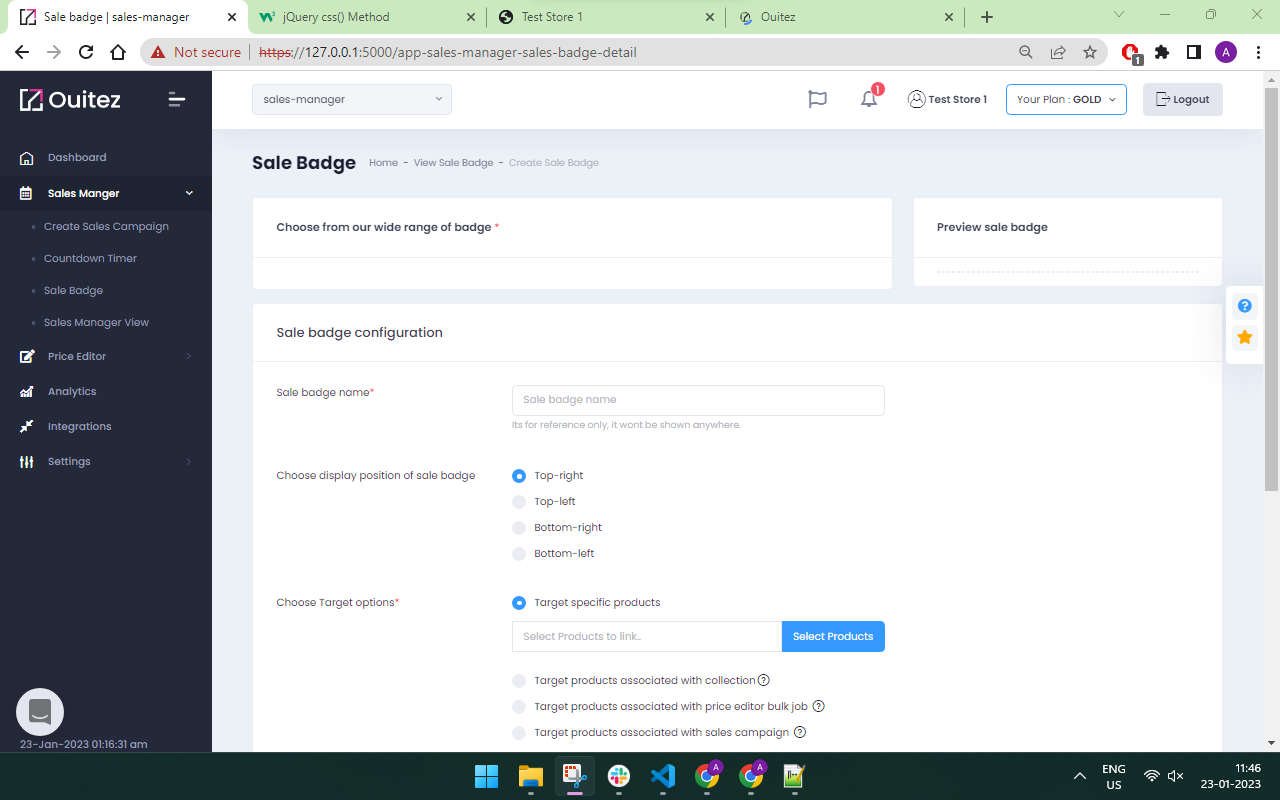 Sale badge | sales-manager
jQuery css() Method
Test Store 1
Ouitez
Not secure
https://127.0.0.1:5000/app-sales-manager-sales-badge-detail
1
A
Ouitez
sales-manager
1
Test Store 1
Your Plan : GOLD
Logout
Dashboard
Sales Manger
Create Sales Campaign
Countdown Timer
Sale Badge
Sales Manager View
Price Editor
Analytics
Integrations
Settings
23-Jan-2023 01:16:31 am
Sale Badge
Home - View Sale Badge - Create Sale Badge
Choose from our wide range of badge *
Preview sale badge
Sale badge configuration
Sale badge name*
Sale badge name
Its for reference only, it wont be shown anywhere.
Choose display position of sale badge
Top-right
Top-left
Bottom-right
Bottom-left
Choose Target options*
Target specific products
Select Products to link..
Select Products
Target products associated with collection
Target products associated with price editor bulk job
Target products associated with sales campaign
A
A
ENG
US
11:46
23-01-2023